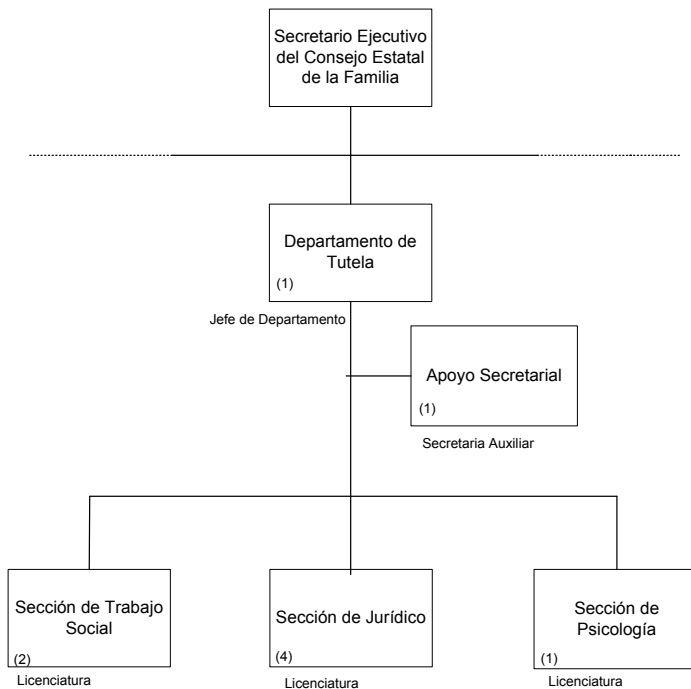 Secretario Ejecutivo
del Consejo Estatal
de la Familia
Departamento de
Tutela
(1)
Jefe de Departamento
Apoyo Secretarial
(1)
Secretaria Auxiliar
Sección de Trabajo
Social
(2)
Licenciatura
Sección de Jurídico
(4)
Licenciatura
Sección de
Psicología
(1)
Licenciatura